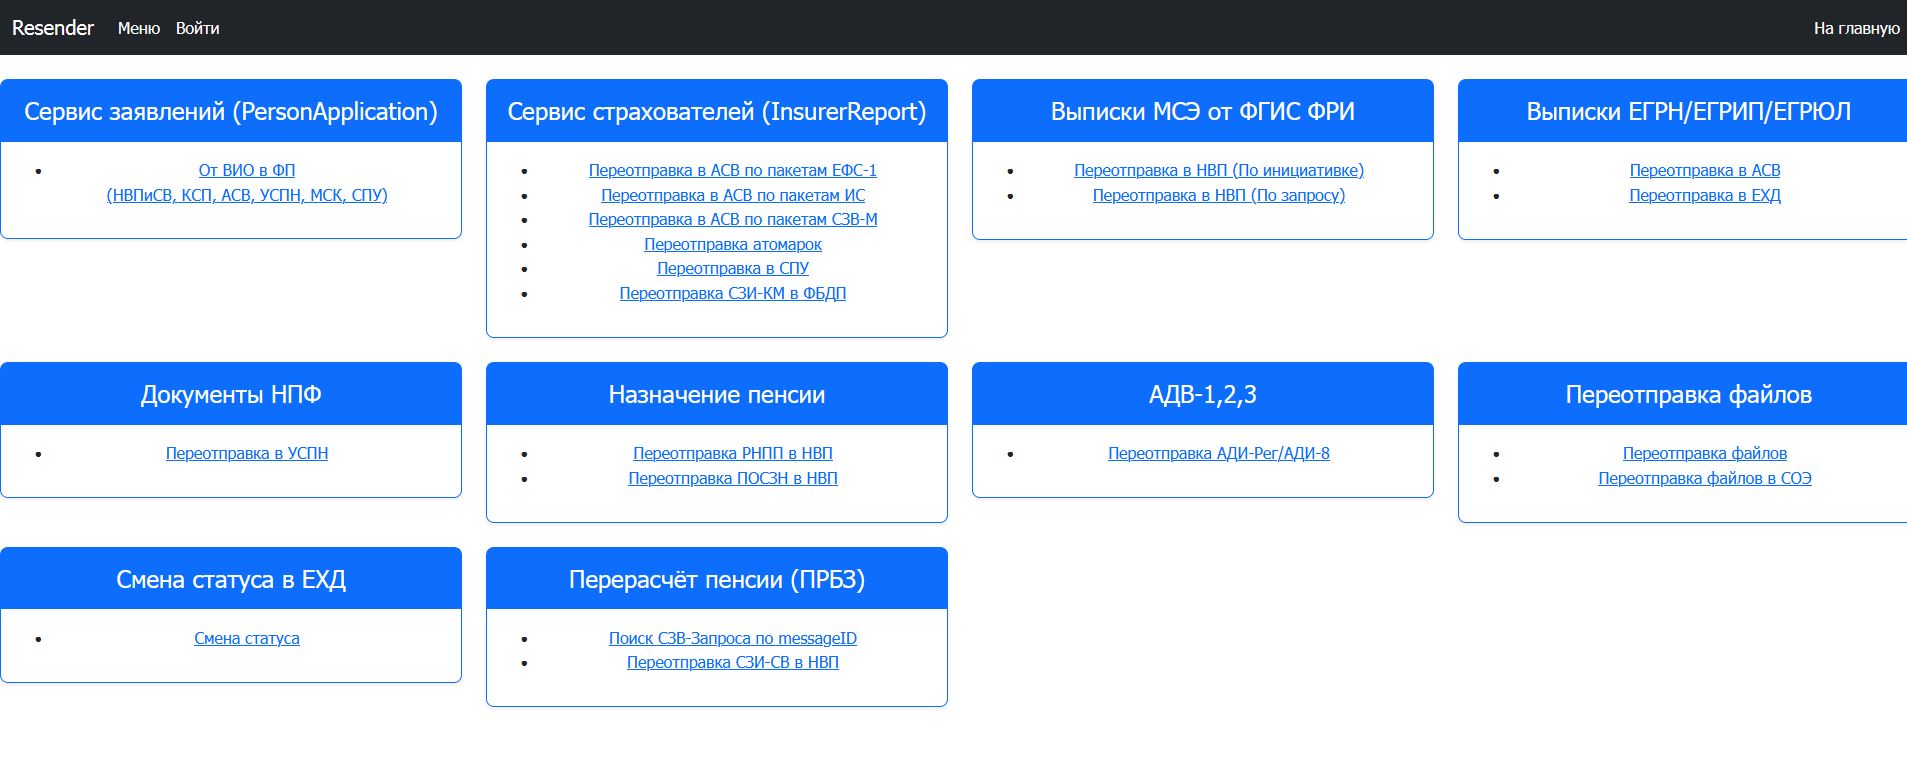 Resender Меню Войти На главную
Сервис заявлений (PersonApplication)
От ВИО в ФП
(НВПиСВ, КСП, АСВ, УСПН, МСК, СПУ)
Сервис страхователей (InsurerReport)
Переотправка в АСВ по пакетам ЕФС-1
Переотправка в АСВ по пакетам ИС
Переотправка в АСВ по пакетам СЗВ-М
Переотправка атомарок
Переотправка в СПУ
Переотправка СЗИ-КМ в ФБДП
Выписки МСЭ от ФГИС ФРИ
Переотправка в НВП (По инициативке)
Переотправка в НВП (По запросу)
Выписки ЕГРН/ЕГРИП/ЕГРЮЛ
Переотправка в АСВ
Переотправка в ЕХД
Документы НПФ
Переотправка в УСПН
Назначение пенсии
Переотправка РНПП в НВП
Переотправка ПОСЗН в НВП
АДВ-1,2,3
Переотправка АДИ-Рег/АДИ-8
Переотправка файлов
Переотправка файлов
Переотправка файлов в СОЭ
Смена статуса в ЕХД
Смена статуса
Перерасчёт пенсии (ПРБЗ)
Поиск СЗВ-Запроса по messageID
Переотправка СЗИ-СВ в НВП